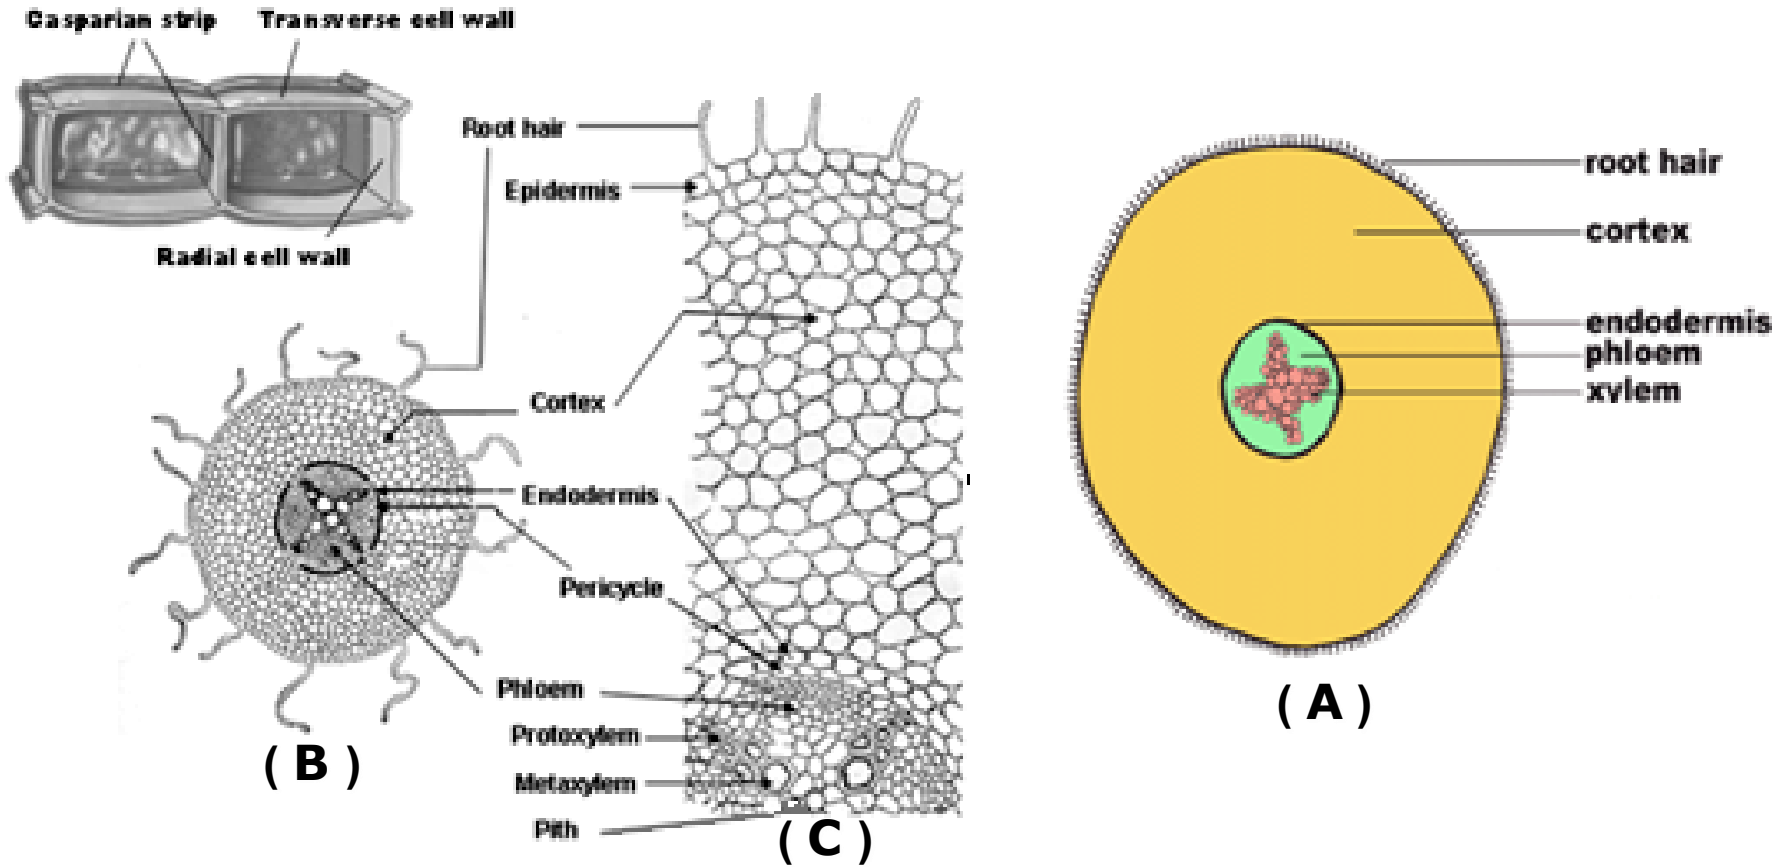 Casparian strip
Transverse cell wall
Radial cell wall
Root hair
Epidermis
Cortex
Endodermis
Pericycle
Phloem
Protoxylem
Metaxylem
Pith
( B )
( C )
root hair
cortex
endodermis
phloem
xylem
( A )